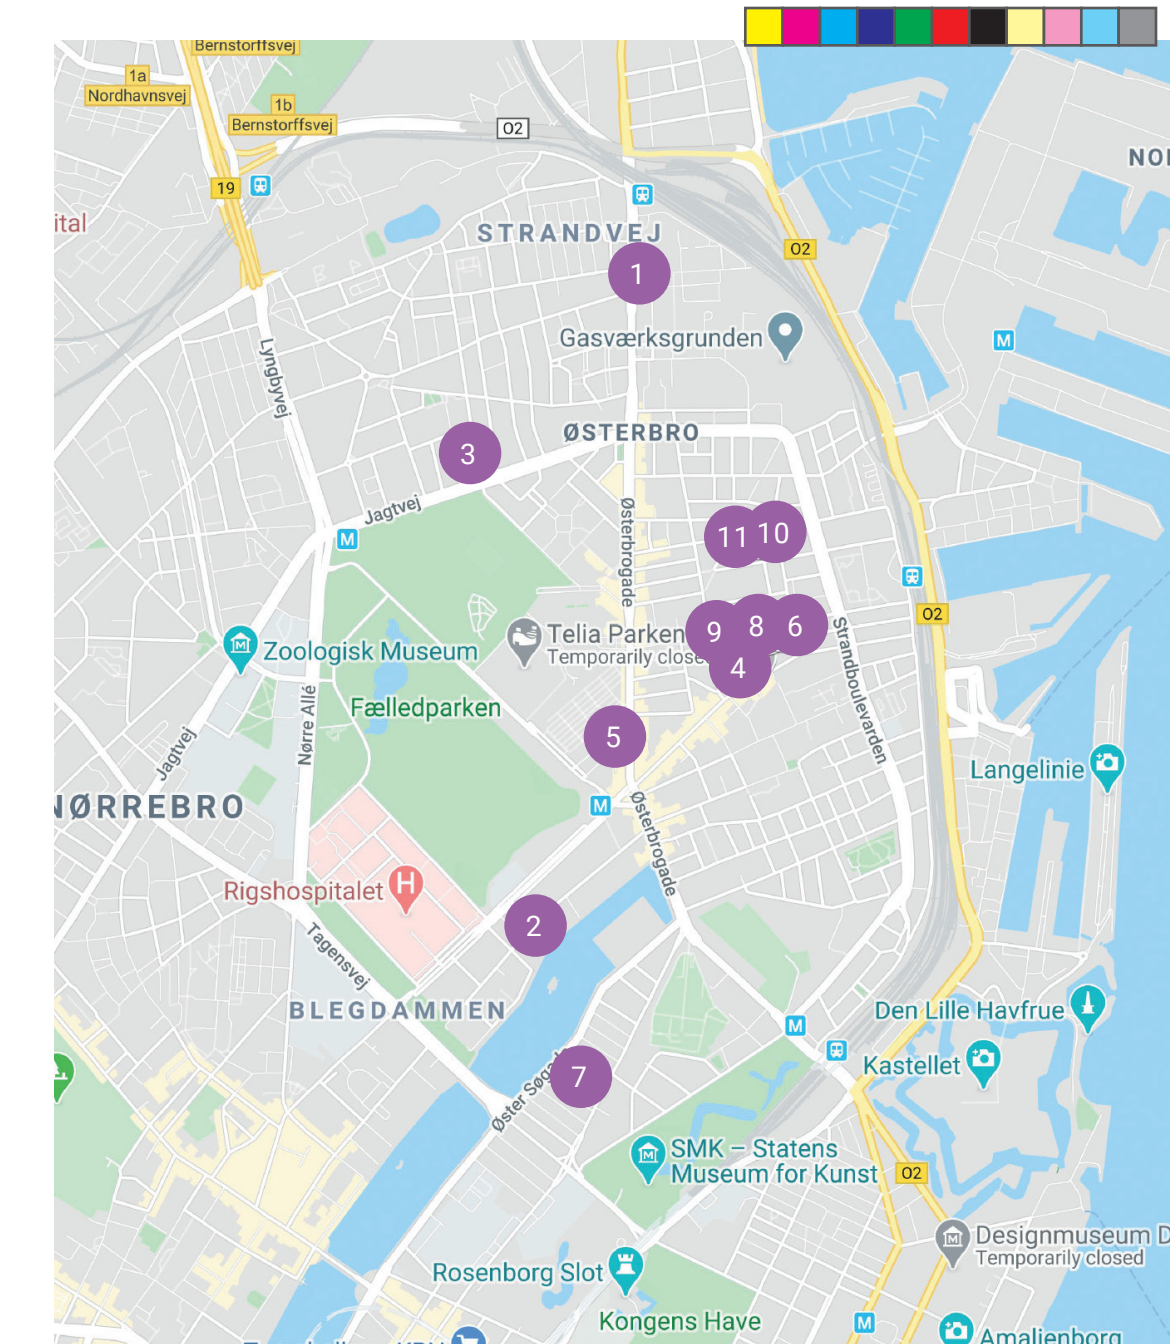 Bernstorffsvej
1a
Nordhavnsvej
1b
Bernstorffsvej
O2
19
ital
STRANDVEJ
1
O2
Gasværksgrunden
M
Lyngbyvej
ØSTERBRO
3
Jagtvej
M
Østerbrogade
11
10
O2
Zoologisk Museum
Telia Parken
Temporarily close
9
8
6
4
Strandboulevarden
Fælledparken
Nørre Allé
5
Jagtvej
Langelinie
NØRREBRO
M
Østerbrogade
Rigshospitalet
H
2
Tagensvej
BLEGDAMMEN
M
Den Lille Havfrue
Kastellet
7
Øster Søga
SMK – Statens
Museum for Kunst
O2
Designmuseum D
Temporarily closed
Rosenborg Slot
Kongens Have
M
Amalienborg